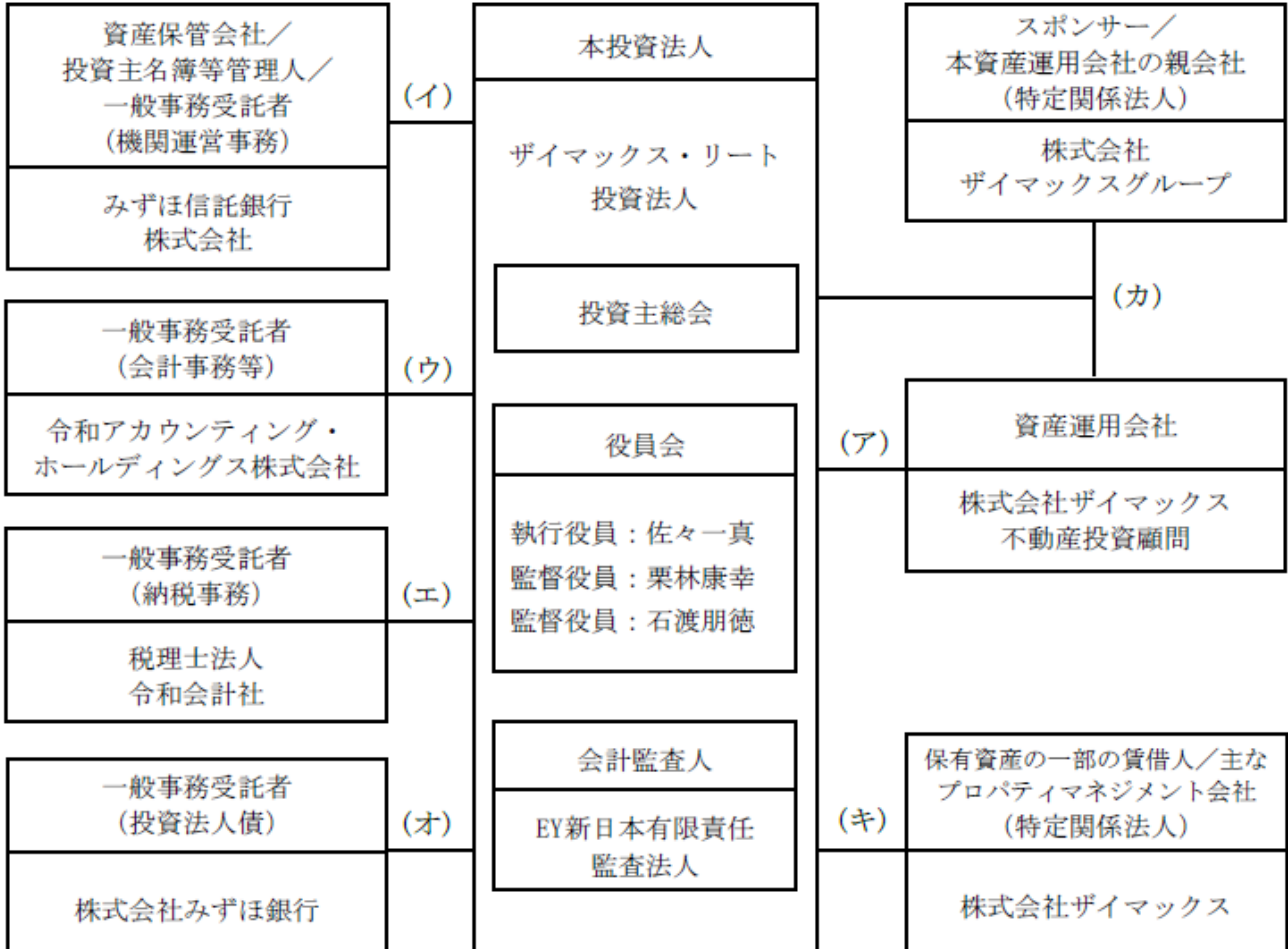 資産保管会社／
投資主名簿等管理人／
一般事務受託者
（機関運営事務）
みずほ信託銀行
株式会社
（イ）
一般事務受託者
（会計事務等）
令和アカウンティング・
ホールディングス株式会社
（ウ）
一般事務受託者
（納税事務）
税理士法人
令和会計社
（エ）
一般事務受託者
（投資法人債）
株式会社みずほ銀行
（オ）
本投資法人
ザイマックス・リート
投資法人
投資主総会
役員会
執行役員：佐々一真
監督役員：栗林康幸
監督役員：石渡朋徳
会計監査人
EY新日本有限責任
監査法人
スポンサー／
本資産運用会社の親会社
（特定関係法人）
株式会社
ザイマックスグループ
（カ）
（ア）
資産運用会社
株式会社ザイマックス
不動産投資顧問
（キ）
保有資産の一部の賃借人／主な
プロパティマネジメント会社
（特定関係法人）
株式会社ザイマックス